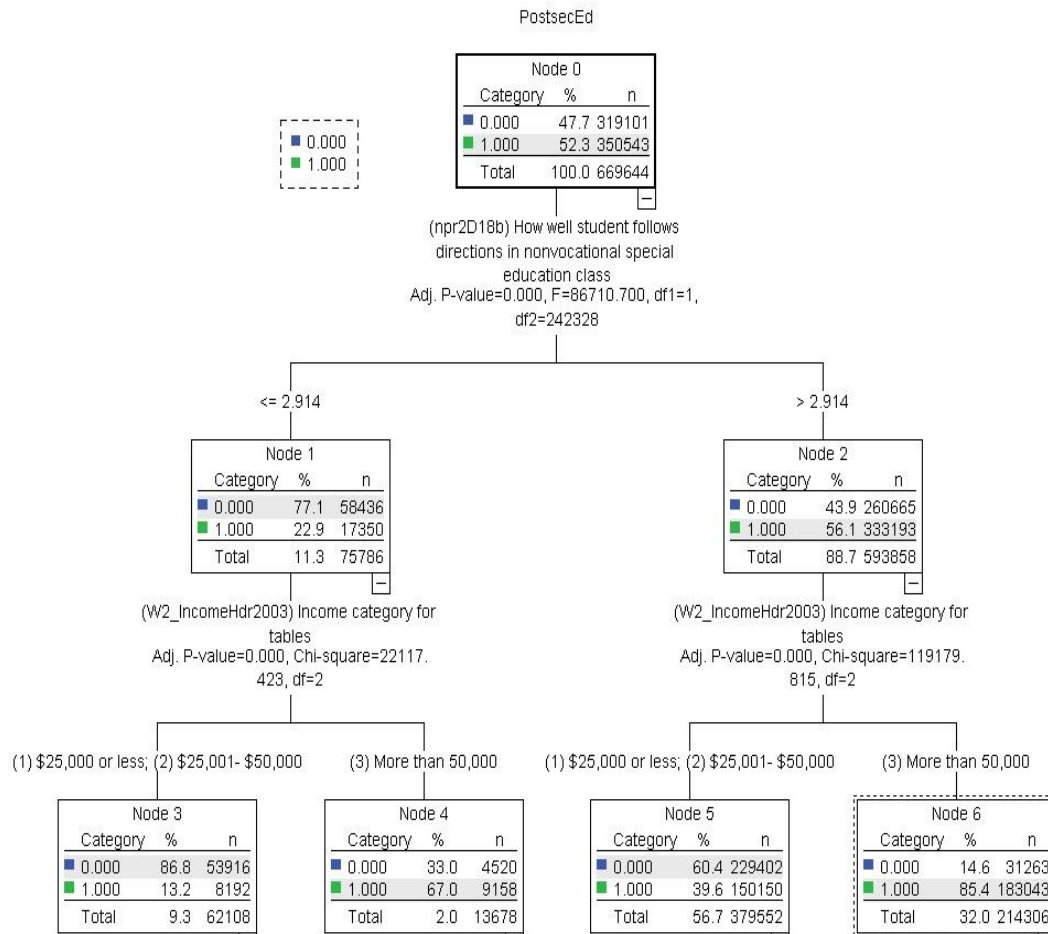 PostsecEd
Node 0
Category % n
0.000 47.7 319101
1.000 52.3 350543
Total 100.0 669644
0.000
1.000
(npr2D18b) How well student follows
directions in nonvocational special
education class
Adj. P-value=0.000, F=86710.700, df1=1,
df2=242328
<= 2.914
> 2.914
Node 1
Category % n
0.000 77.1 58436
1.000 22.9 17350
Total 11.3 75786
Node 2
Category % n
0.000 43.9 260665
1.000 56.1 333193
Total 88.7 593858
(W2_IncomeHdr2003) Income category for
tables
Adj. P-value=0.000, Chi-square=22117.
423, df=2
(W2_IncomeHdr2003) Income category for
tables
Adj. P-value=0.000, Chi-square=119179.
815, df=2
(1) $25,000 or less; (2) $25,001- $50,000
(3) More than 50,000
(1) $25,000 or less; (2) $25,001- $50,000
(3) More than 50,000
Node 3
Category % n
0.000 86.8 53916
1.000 13.2 8192
Total 9.3 62108
Node 4
Category % n
0.000 33.0 4520
1.000 67.0 9158
Total 2.0 13678
Node 5
Category % n
0.000 60.4 229402
1.000 39.6 150150
Total 56.7 379552
Node 6
Category % n
0.000 14.6 31263
1.000 85.4 183043
Total 32.0 214306